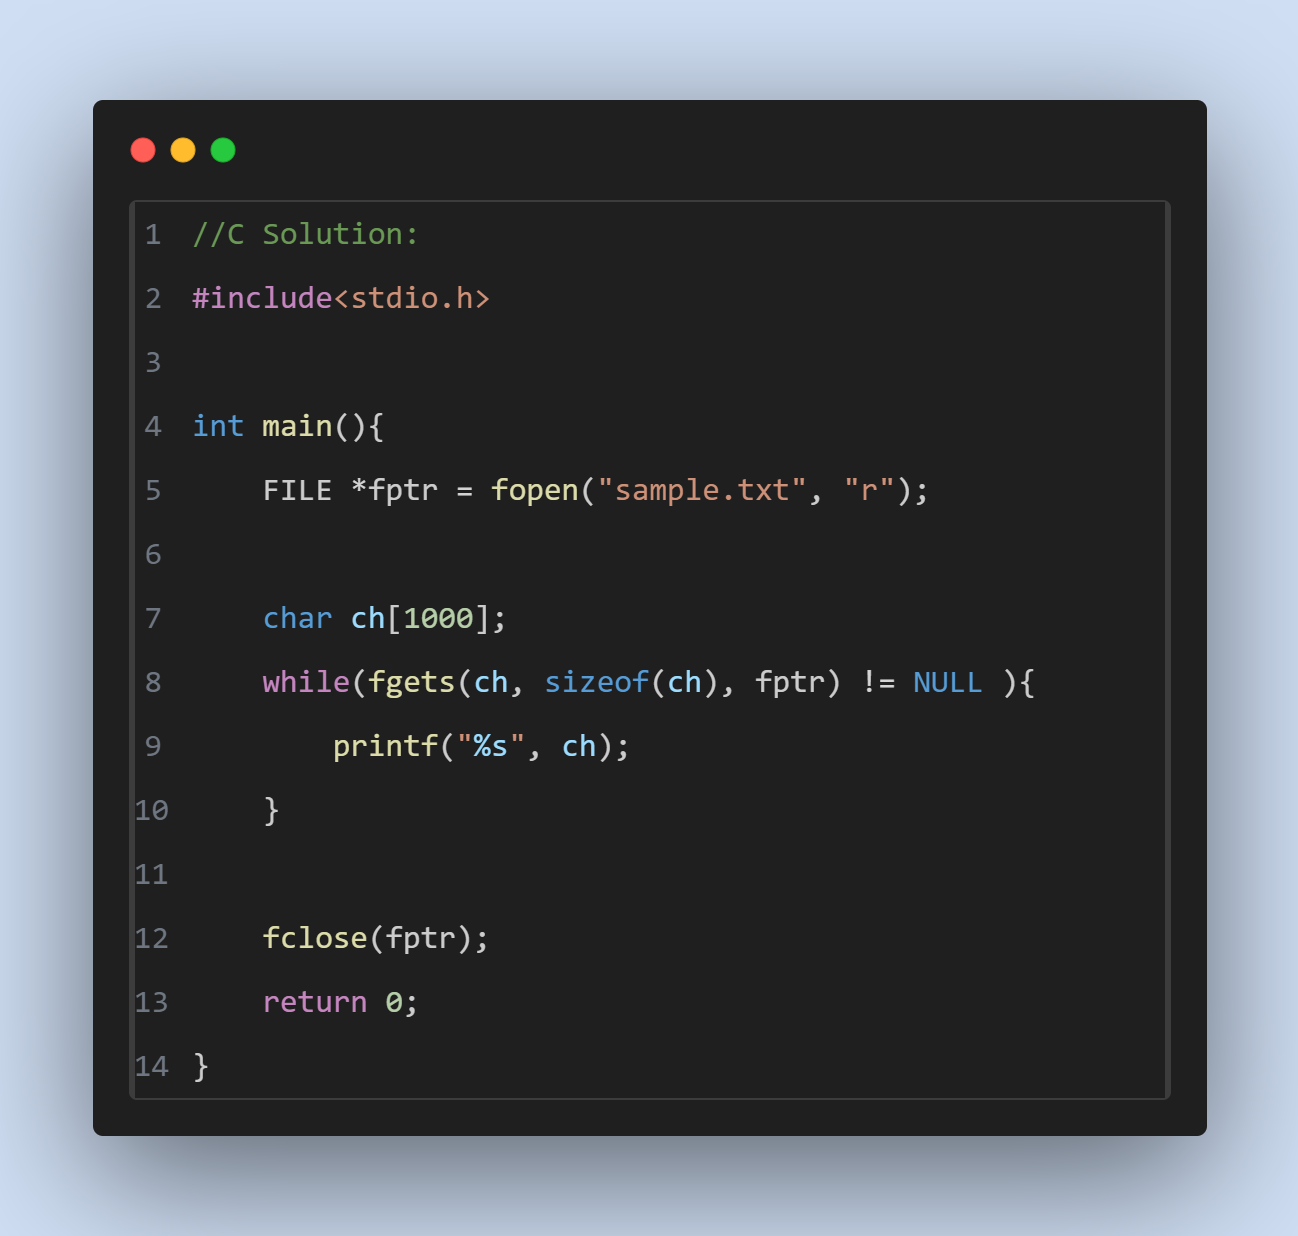 1 //C Solution:
2 #include<stdio.h>
3
4 int main(){
5     FILE *fptr = fopen("sample.txt", "r");
6
7     char ch[1000];
8     while(fgets(ch, sizeof(ch), fptr) != NULL ){
9         printf("%s", ch);
10     }
11
12     fclose(fptr);
13     return 0;
14 }